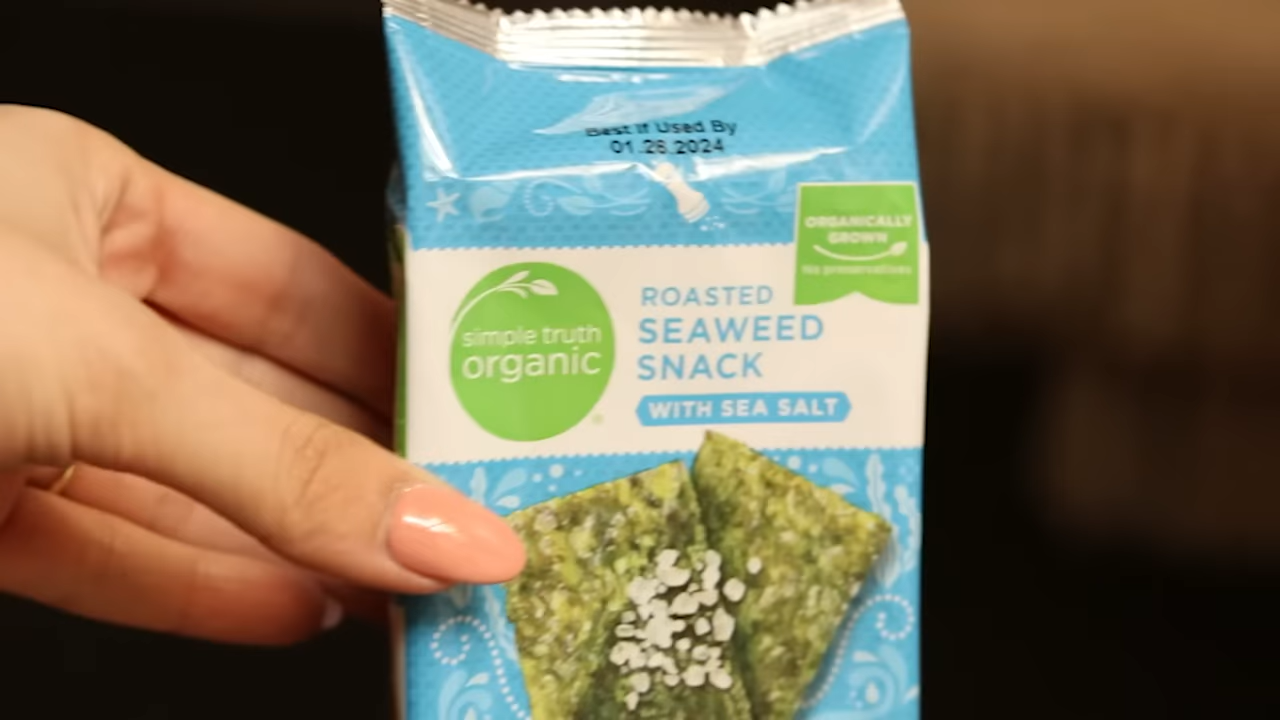 Best If Used By
01.26.2024
ORGANICALLY
GROWN
No preservatives
simple truth
organic
ROASTED
SEAWEED
SNACK
WITH SEA SALT